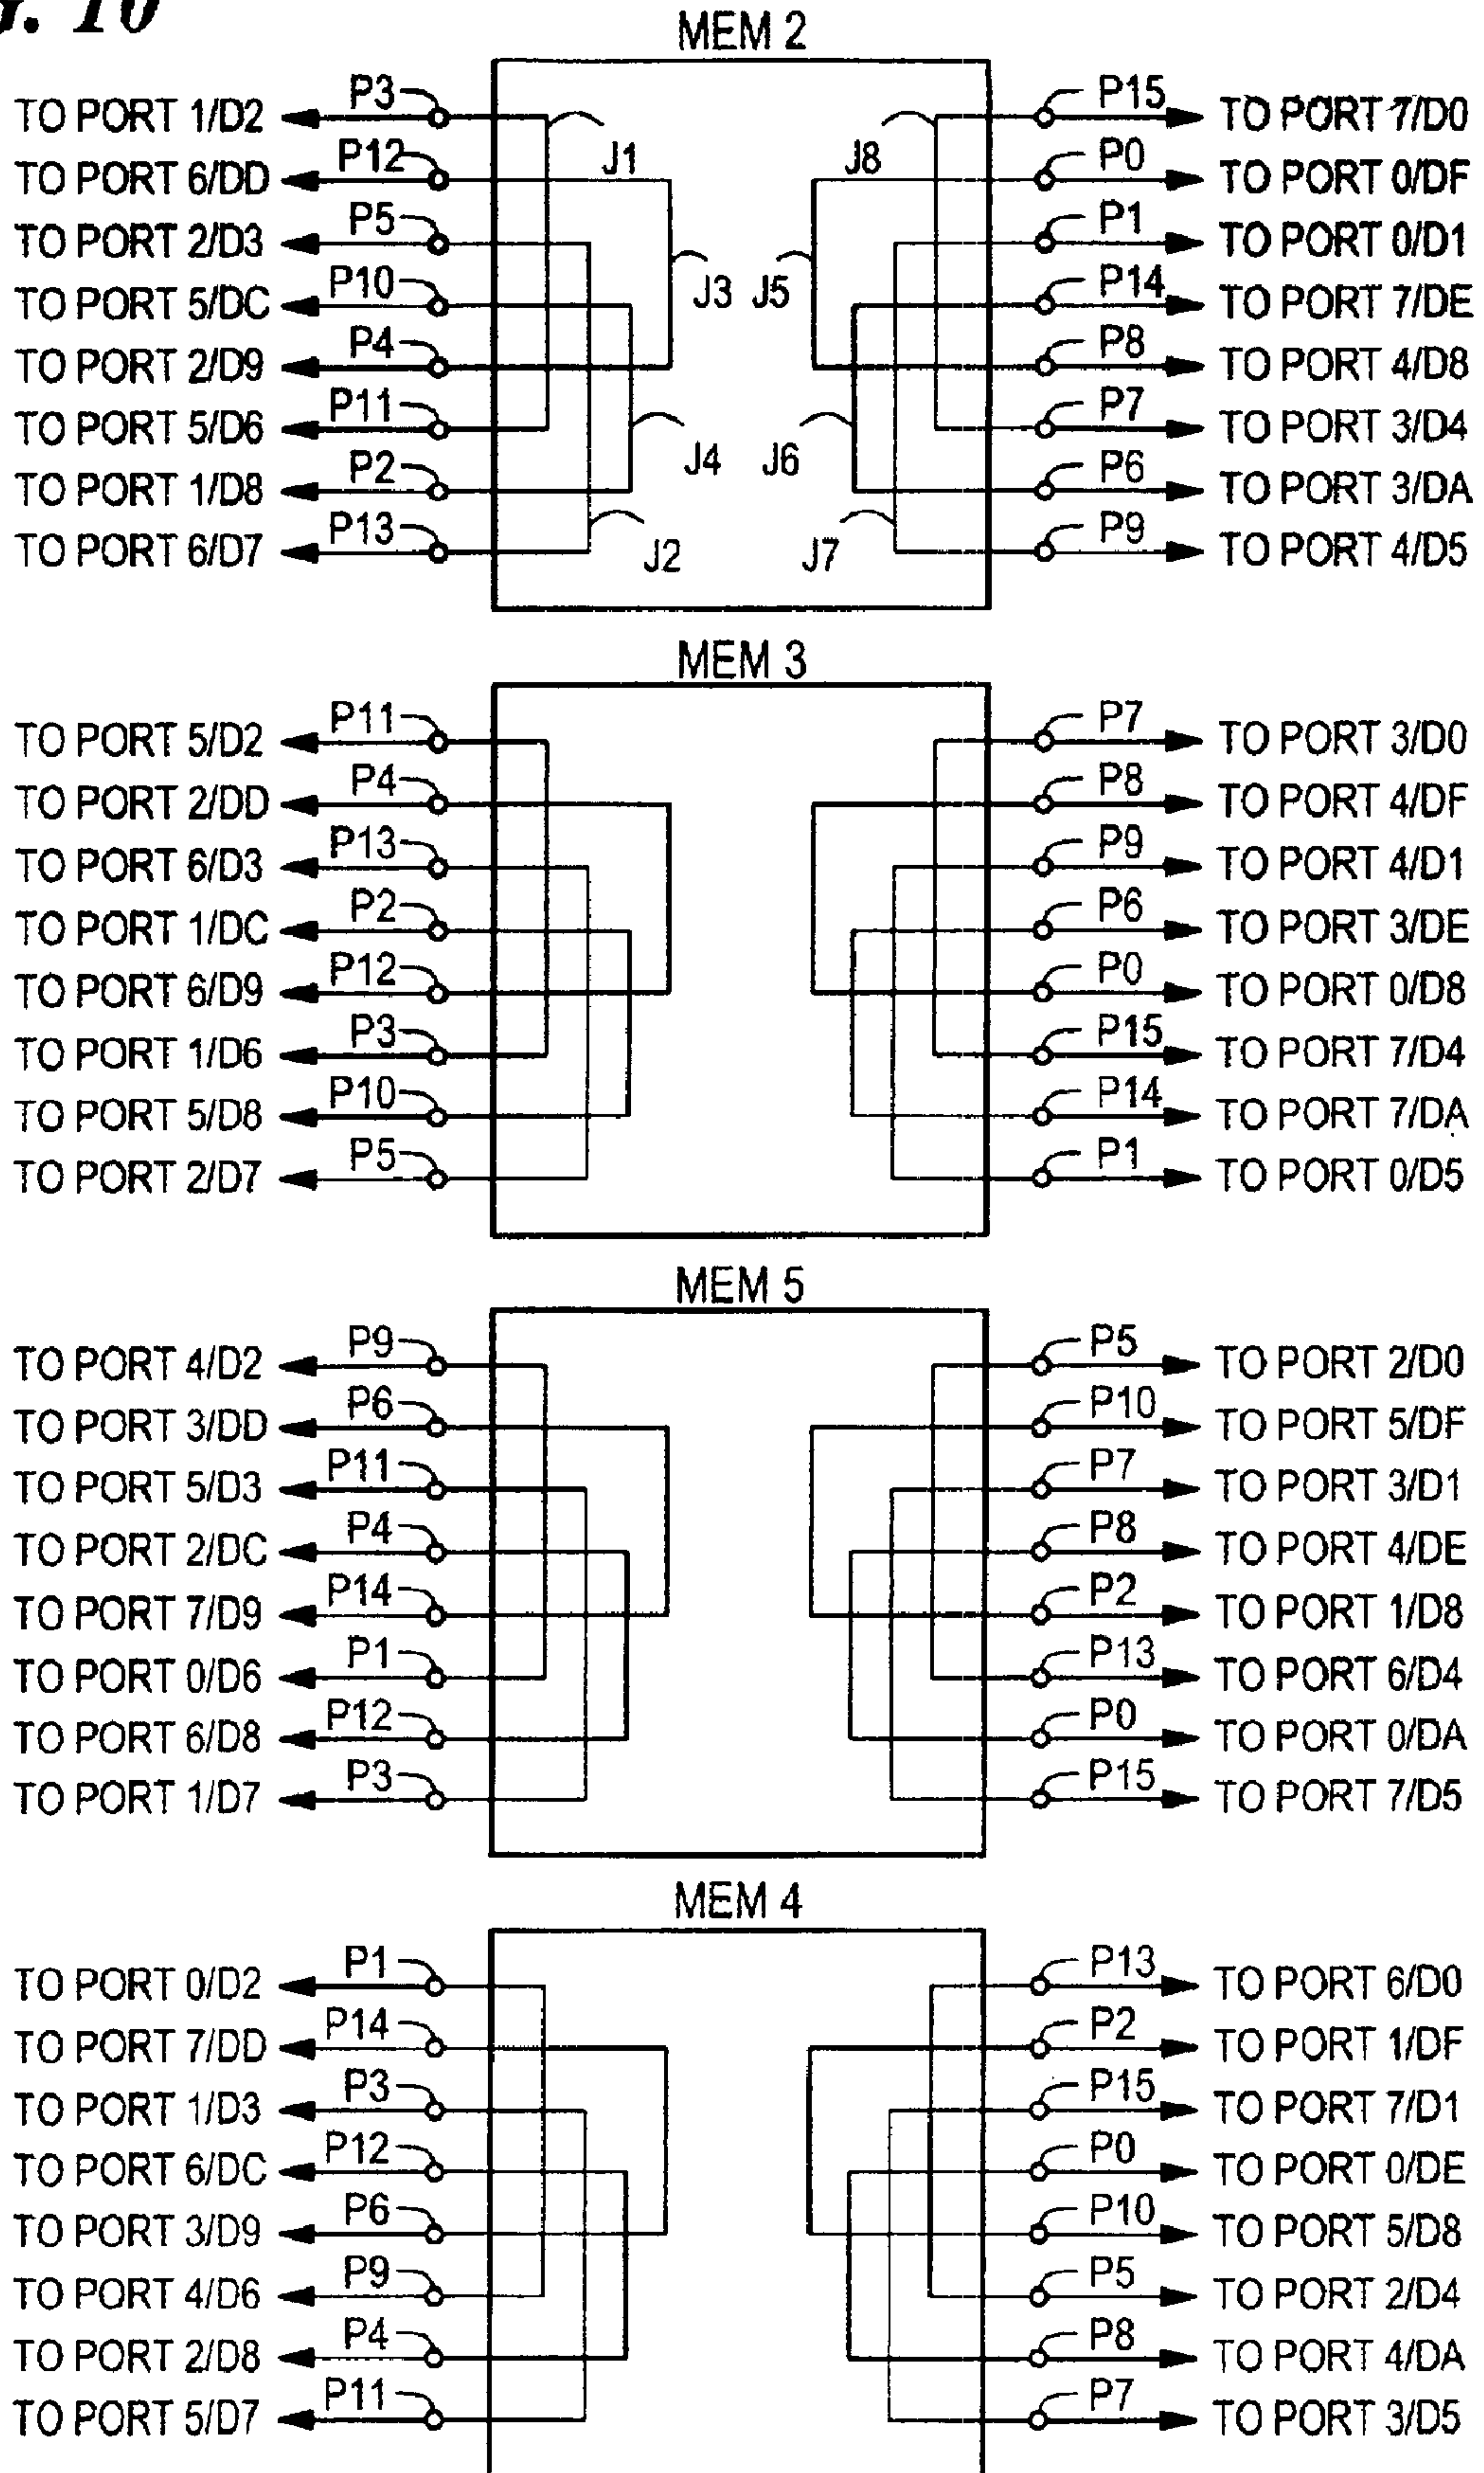 G. 10
MEM 2
TO PORT 1/D2 P3 P15 TO PORT 7/D0
TO PORT 6/DD P12 J1 J8 P0 TO PORT 0/DF
TO PORT 2/D3 P5 P1 TO PORT 0/D1
TO PORT 5/DC P10 J3 J5 P14 TO PORT 7/DE
TO PORT 2/D9 P4 P8 TO PORT 4/D8
TO PORT 5/D6 P11 P7 TO PORT 3/D4
J4 J6
TO PORT 1/D8 P2 P6 TO PORT 3/DA
TO PORT 6/D7 P13 J2 J7 P9 TO PORT 4/D5
MEM 3
TO PORT 5/D2 P11 P7 TO PORT 3/D0
TO PORT 2/DD P4 P8 TO PORT 4/DF
TO PORT 6/D3 P13 P9 TO PORT 4/D1
TO PORT 1/DC P2 P6 TO PORT 3/DE
TO PORT 6/D9 P12 P0 TO PORT 0/D8
TO PORT 1/D6 P3 P15 TO PORT 7/D4
TO PORT 5/D8 P10 P14 TO PORT 7/DA
TO PORT 2/D7 P5 P1 TO PORT 0/D5
MEM 5
TO PORT 4/D2 P9 P5 TO PORT 2/D0
TO PORT 3/DD P6 P10 TO PORT 5/DF
TO PORT 5/D3 P11 P7 TO PORT 3/D1
TO PORT 2/DC P4 P8 TO PORT 4/DE
TO PORT 7/D9 P14 P2 TO PORT 1/D8
TO PORT 0/D6 P1 P13 TO PORT 6/D4
TO PORT 6/D8 P12 P0 TO PORT 0/DA
TO PORT 1/D7 P3 P15 TO PORT 7/D5
MEM 4
TO PORT 0/D2 P1 P13 TO PORT 6/D0
TO PORT 7/DD P14 P2 TO PORT 1/DF
TO PORT 1/D3 P3 P15 TO PORT 7/D1
TO PORT 6/DC P12 P0 TO PORT 0/DE
TO PORT 3/D9 P6 P10 TO PORT 5/D8
TO PORT 4/D6 P9 P5 TO PORT 2/D4
TO PORT 2/D8 P4 P8 TO PORT 4/DA
TO PORT 5/D7 P11 P7 TO PORT 3/D5